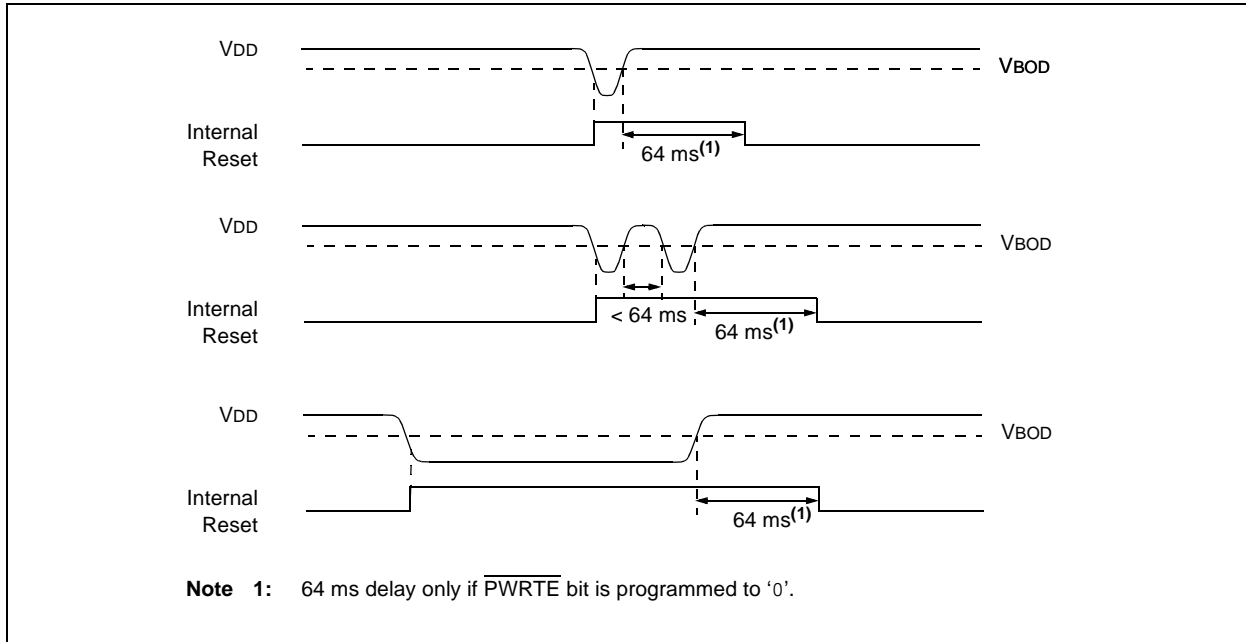 VDD
VBOD
Internal
Reset
64 ms(1)
VDD
VBOD
Internal
Reset
< 64 ms
64 ms(1)
VDD
VBOD
Internal
Reset
64 ms(1)
Note 1: 64 ms delay only if PWRTE bit is programmed to ‘0’.